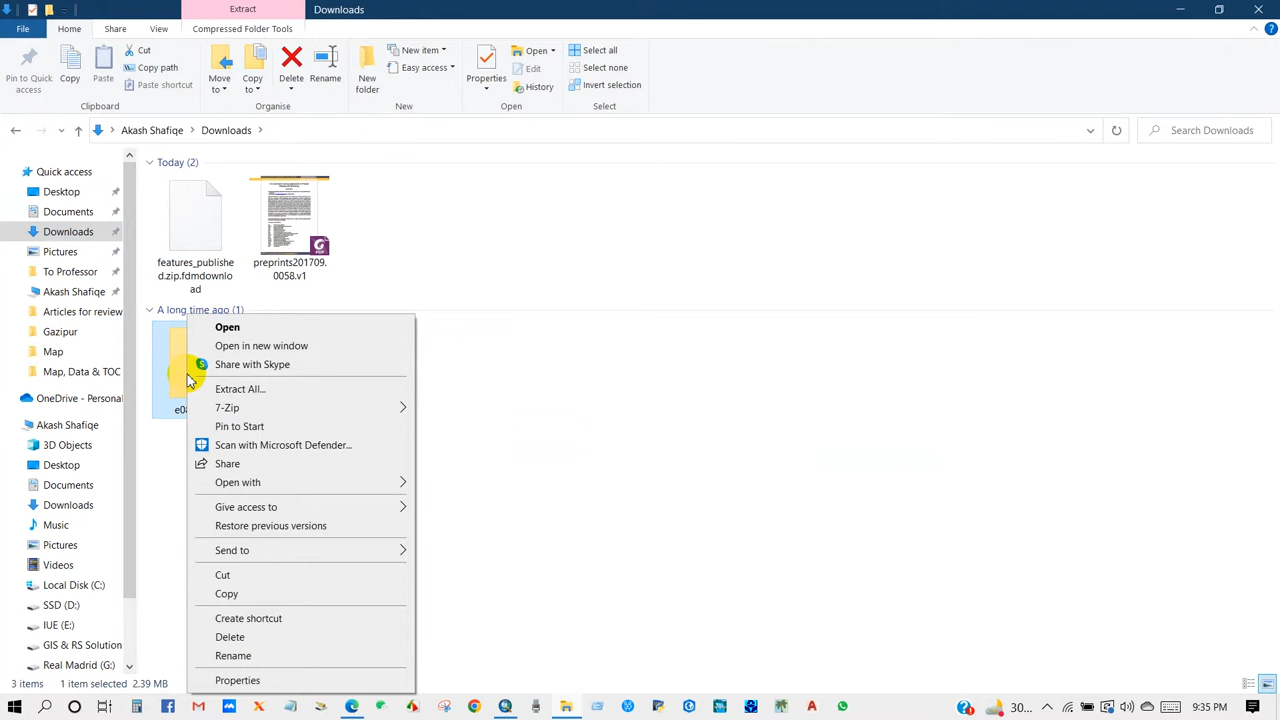 Extract
Downloads
File
Home
Share
View
Compressed Folder Tools
Pin to Quick access
Copy
Paste
Cut
Copy path
Paste shortcut
Move to
Copy to
Delete
Rename
New folder
New item
Easy access
Properties
Open
Edit
History
Select all
Select none
Invert selection
Clipboard
Organise
New
Open
Select
Akash Shafiqe
Downloads
Search Downloads
Quick access
Desktop
Documents
Downloads
Pictures
To Professor
Akash Shafiqe
Articles for review
Gazipur
Map
Map, Data & TOC
OneDrive - Personal
Akash Shafiqe
3D Objects
Desktop
Documents
Downloads
Music
Pictures
Videos
Local Disk (C:)
SSD (D:)
IUE (E:)
GIS & RS Solution
Real Madrid (G:)
Today (2)
features_publishe
d.zip.fdmdownlo
ad
preprints201709.
0058.v1
PDF
A long time ago (1)
Open
Open in new window
Share with Skype
Extract All...
7-Zip
Pin to Start
Scan with Microsoft Defender...
Share
Open with
Give access to
Restore previous versions
Send to
Cut
Copy
Create shortcut
Delete
Rename
Properties
3 items
1 item selected
2.39 MB
30...
9:35 PM